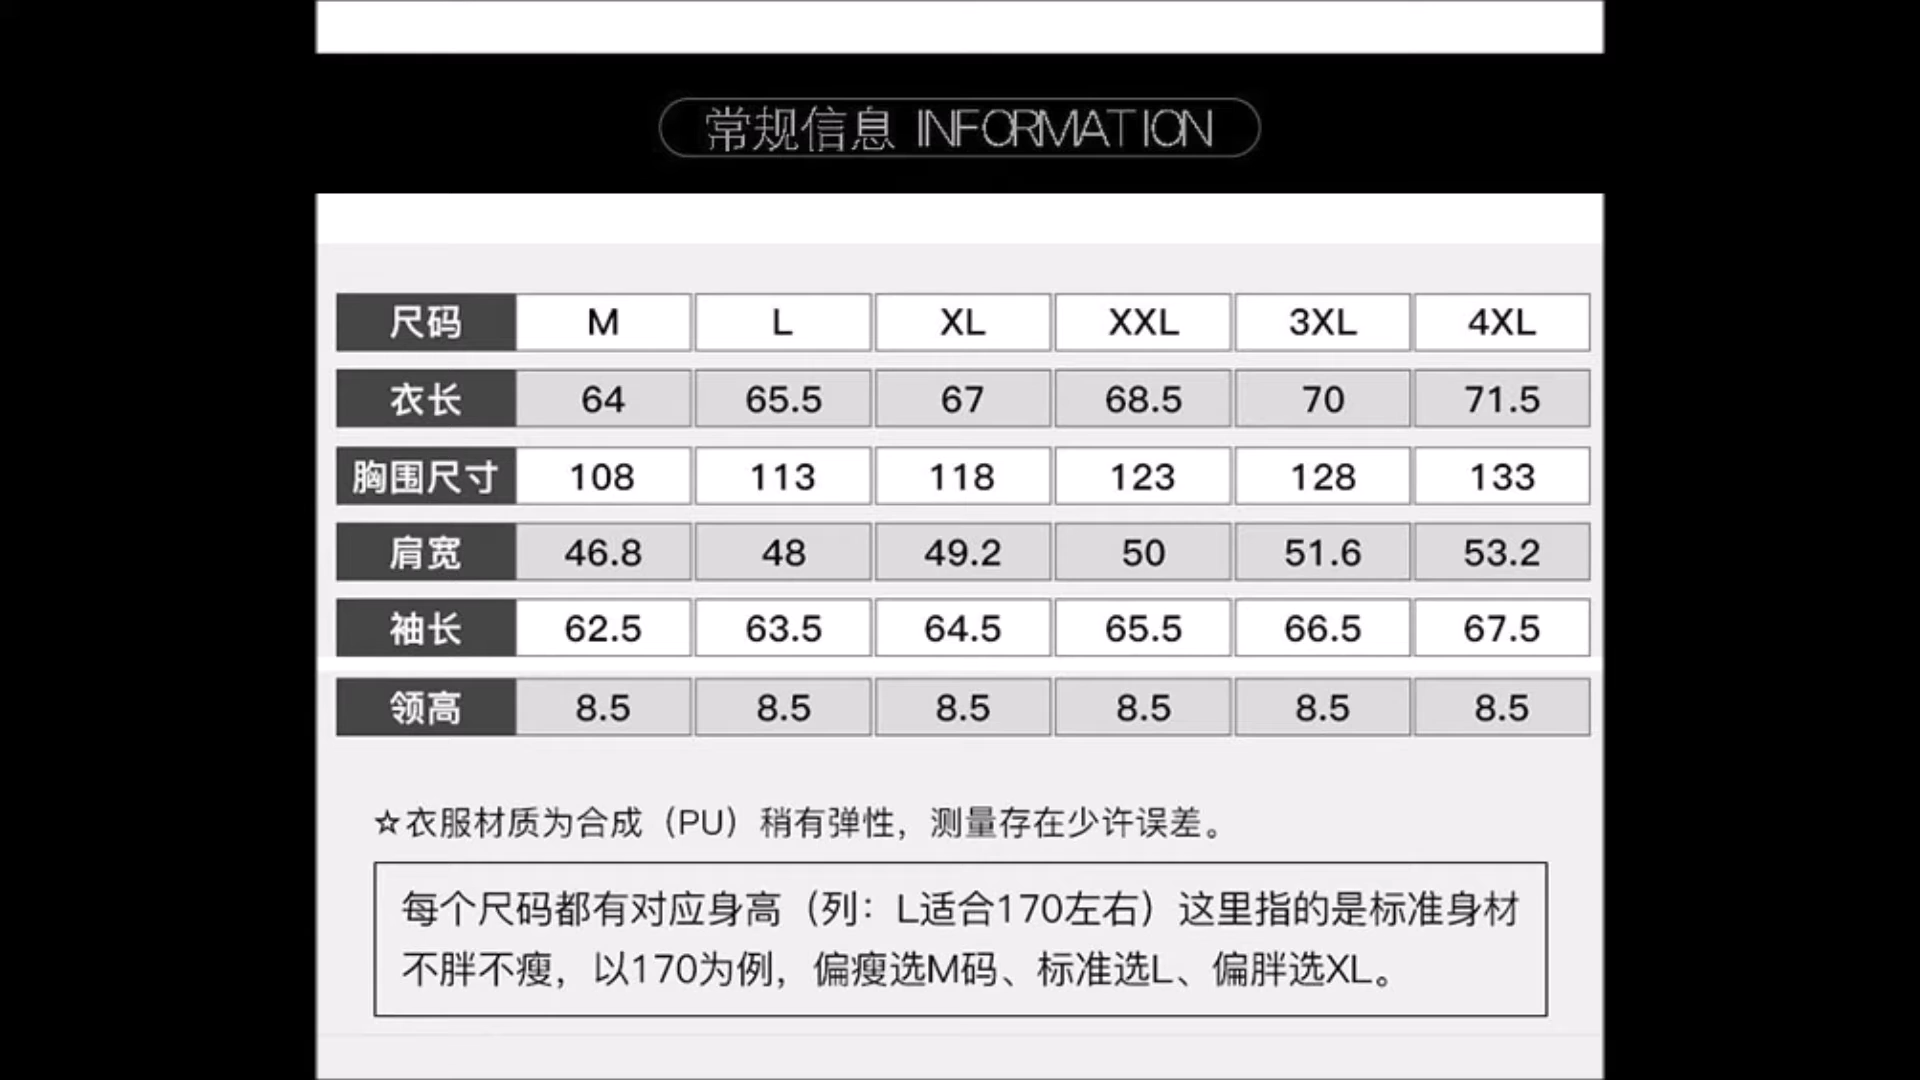 常规信息 INFORMATION
尺码 M L XL XXL 3XL 4XL
衣长 64 65.5 67 68.5 70 71.5
胸围尺寸 108 113 118 123 128 133
肩宽 46.8 48 49.2 50 51.6 53.2
袖长 62.5 63.5 64.5 65.5 66.5 67.5
领高 8.5 8.5 8.5 8.5 8.5 8.5
☆衣服材质为合成（PU）稍有弹性，测量存在少许误差。
每个尺码都有对应身高（列：L适合170左右）这里指的是标准身材
不胖不瘦，以170为例，偏瘦选M码、标准选L、偏胖选XL。